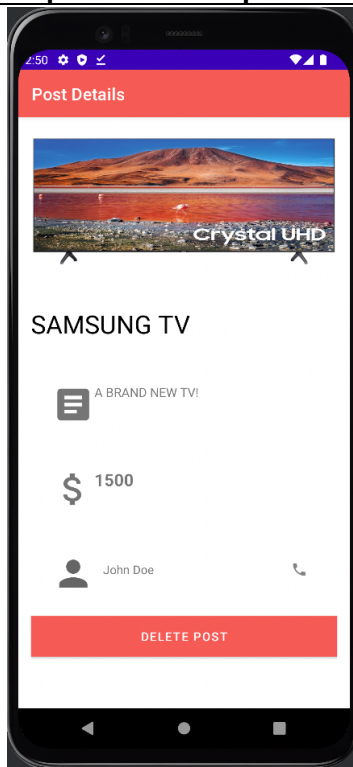 2:50
Post Details
Crystal UHD
SAMSUNG TV
A BRAND NEW TV!
$ 1500
John Doe
DELETE POST